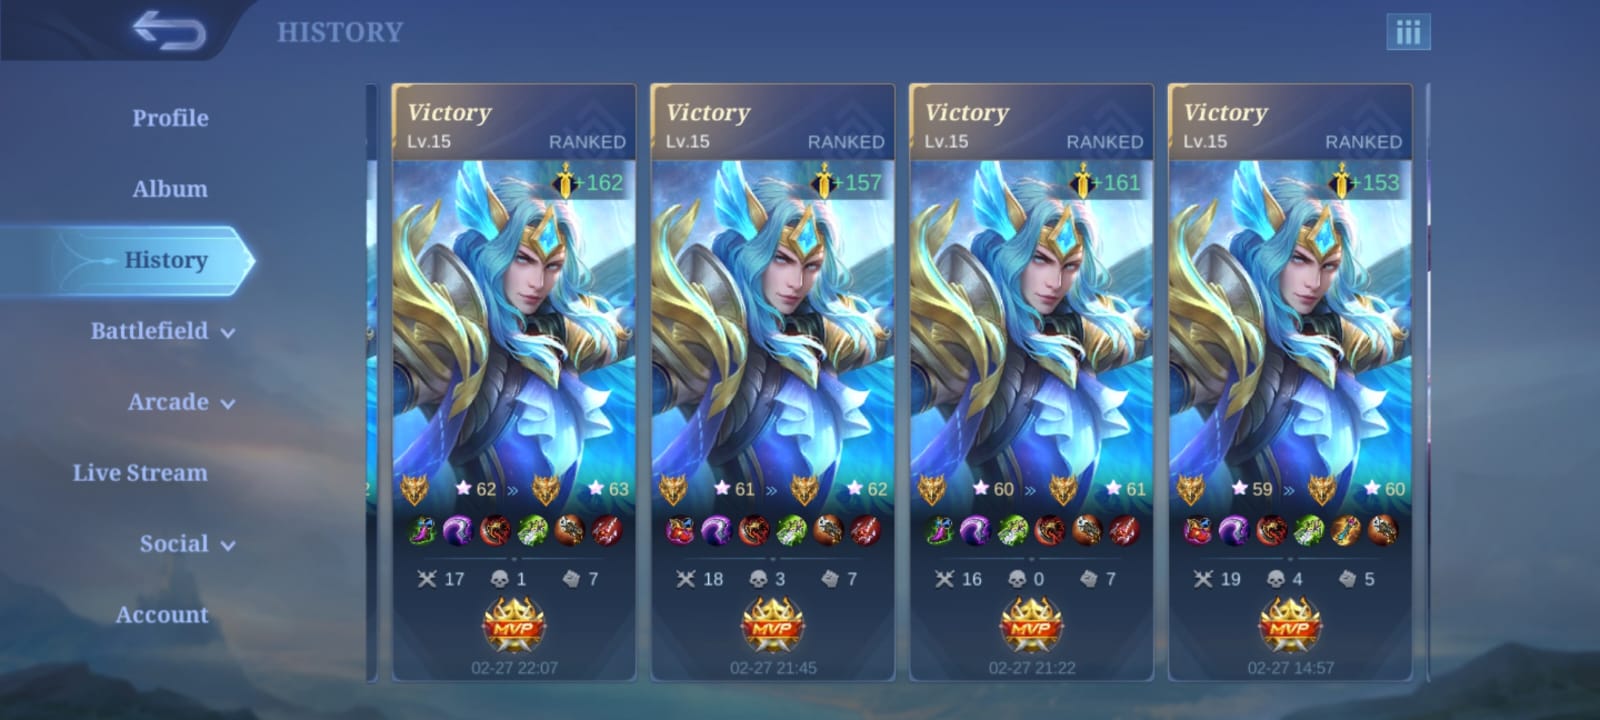 HISTORY
Profile
Album
History
Battlefield
Arcade
Live Stream
Social
Account
2
Victory
Lv.15 RANKED
+162
62 » 63
17 1 7
MVP
02-27 22:07
Victory
Lv.15 RANKED
+157
61 » 62
18 3 7
MVP
02-27 21:45
Victory
Lv.15 RANKED
+161
60 » 61
16 0 7
MVP
02-27 21:22
Victory
Lv.15 RANKED
+153
59 » 60
19 4 5
MVP
02-27 14:57